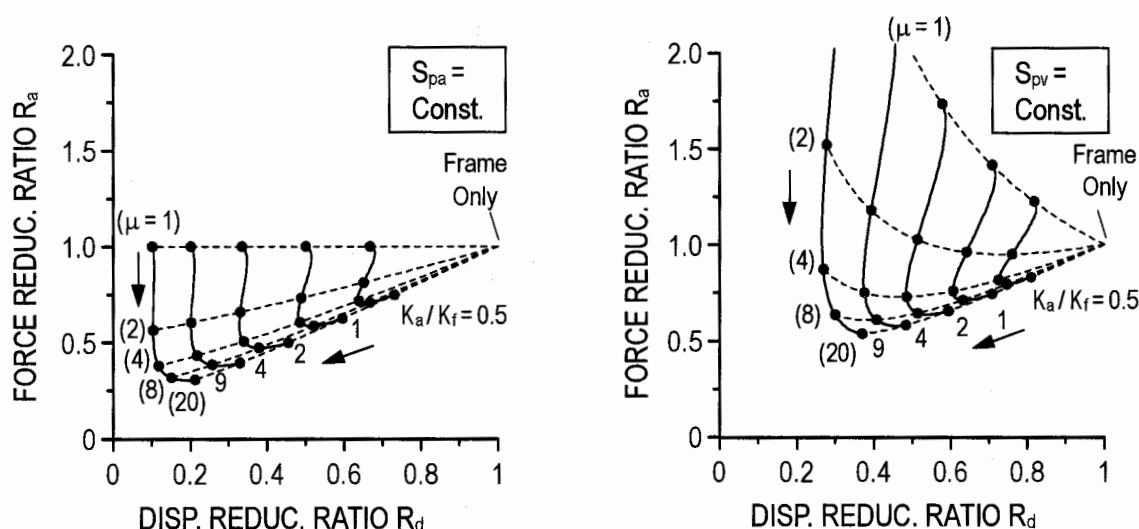 2.0
1.5
1.0
0.5
0
FORCE REDUC. RATIO Ra
Spa =
Const.
Frame
Only
(μ = 1)
(2)
(4)
(8)
(20)
9
4
2
1
Ka / Kf = 0.5
0
0.2
0.4
0.6
0.8
1
DISP. REDUC. RATIO Rd
(μ = 1)
2.0
1.5
1.0
0.5
0
FORCE REDUC. RATIO Ra
Spv =
Const.
Frame
Only
(2)
(4)
(8)
(20)
9
4
2
1
Ka / Kf = 0.5
0
0.2
0.4
0.6
0.8
1
DISP. REDUC. RATIO Rd